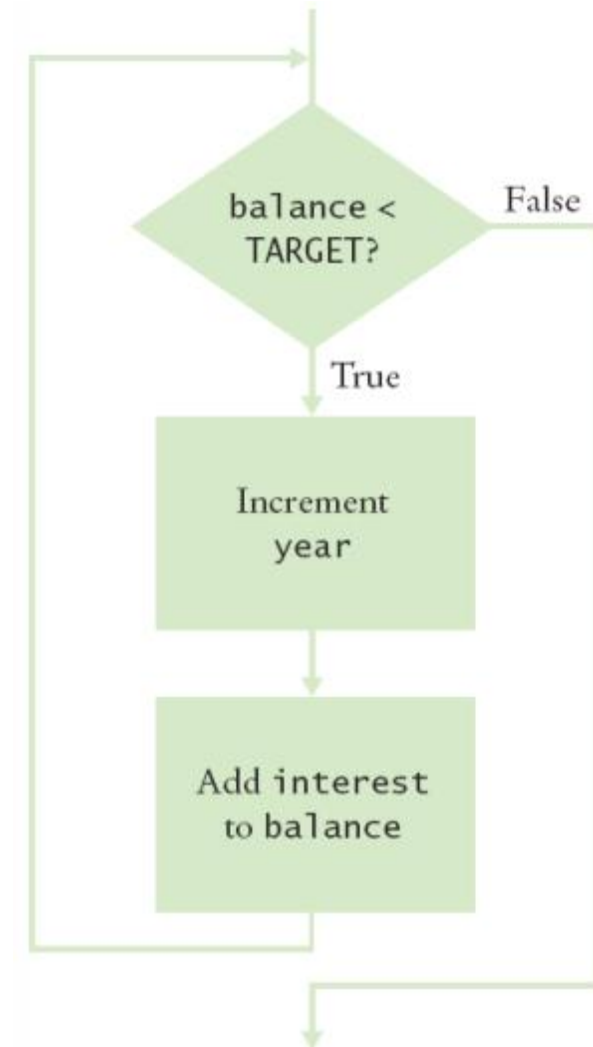 balance <
TARGET?
False
True
Increment
year
Add interest
to balance